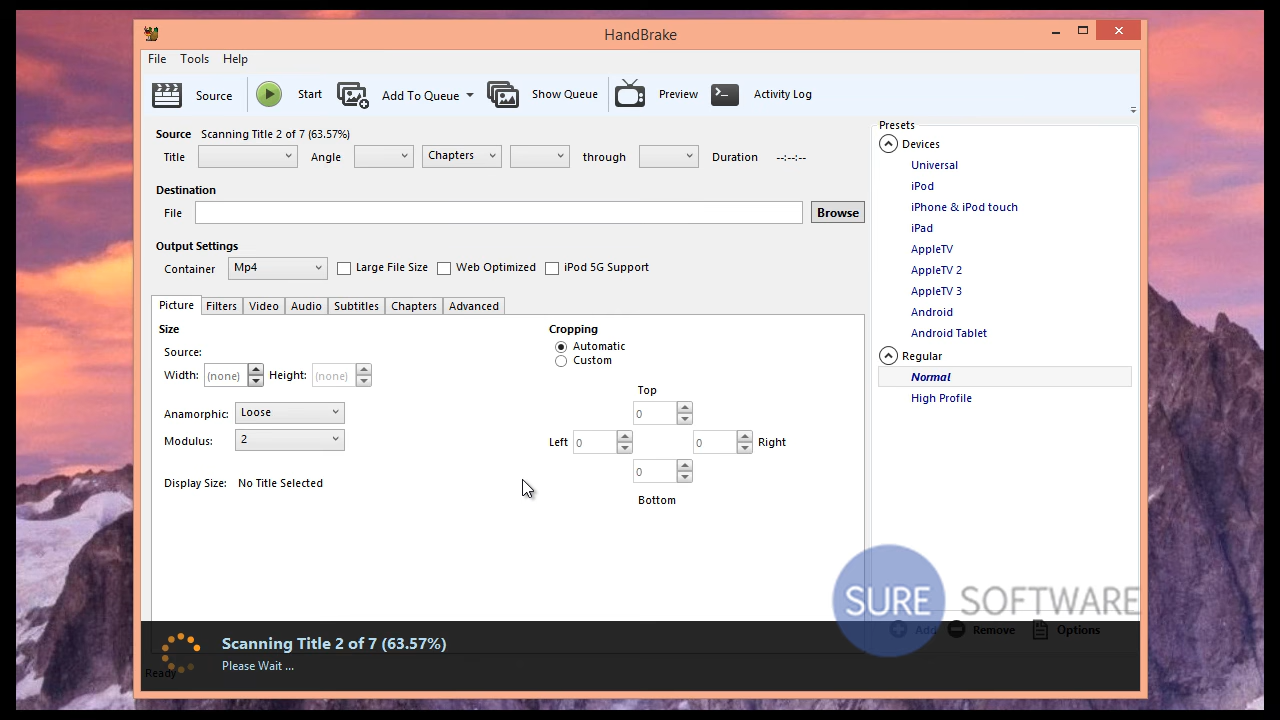 HandBrake
File Tools Help
Source Start Add To Queue Show Queue Preview Activity Log
Source Scanning Title 2 of 7 (63.57%)
Title Angle Chapters through Duration --:--:--
Destination
File Browse
Output Settings
Container Mp4 Large File Size Web Optimized iPod 5G Support
Picture Filters Video Audio Subtitles Chapters Advanced
Size
Source:
Width: (none) Height: (none)
Anamorphic: Loose
Modulus: 2
Display Size: No Title Selected
Cropping
Automatic
Custom
Top
0
Left 0 0 Right
0
Bottom
Presets
Devices
Universal
iPod
iPhone & iPod touch
iPad
AppleTV
AppleTV 2
AppleTV 3
Android
Android Tablet
Regular
Normal
High Profile
SURE SOFTWARE
Add Remove Options
Scanning Title 2 of 7 (63.57%)
Please Wait ...
Ready